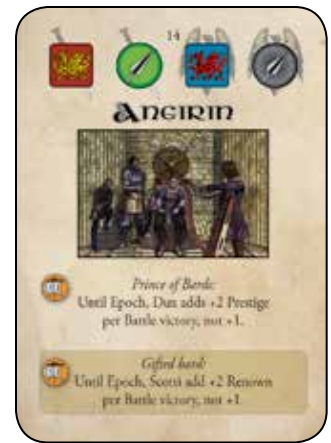 14
Aneirin
Prince of Bards:
Until Epoch, Dux adds +2 Prestige
per Battle victory, not +1.
Gifted bard:
Until Epoch, Scotti add +2 Renown
per Battle victory, not +1